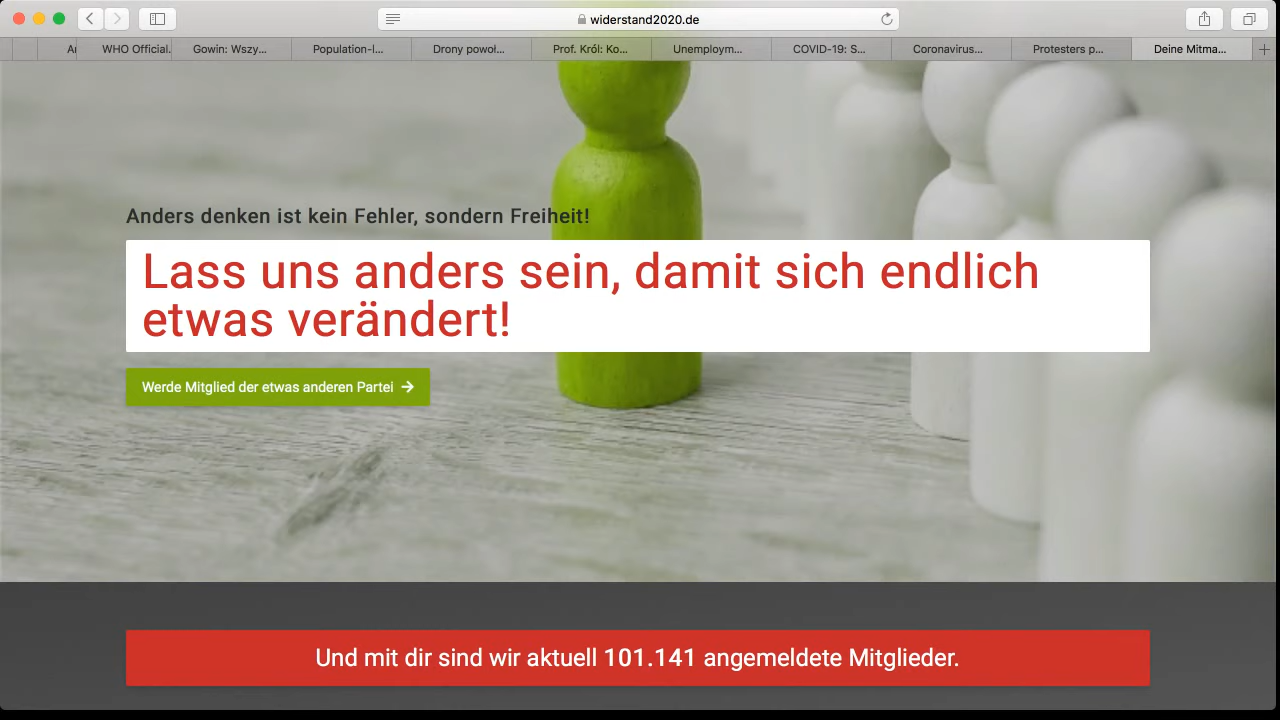 widerstand2020.de
WHO Official.
Gowin: Wszy...
Population-l...
Drony powoł...
Prof. Król: Ko...
Unemploym...
COVID-19: S...
Coronavirus...
Protesters p...
Deine Mitma...
Anders denken ist kein Fehler, sondern Freiheit!
Lass uns anders sein, damit sich endlich
etwas verändert!
Werde Mitglied der etwas anderen Partei →
Und mit dir sind wir aktuell 101.141 angemeldete Mitglieder.